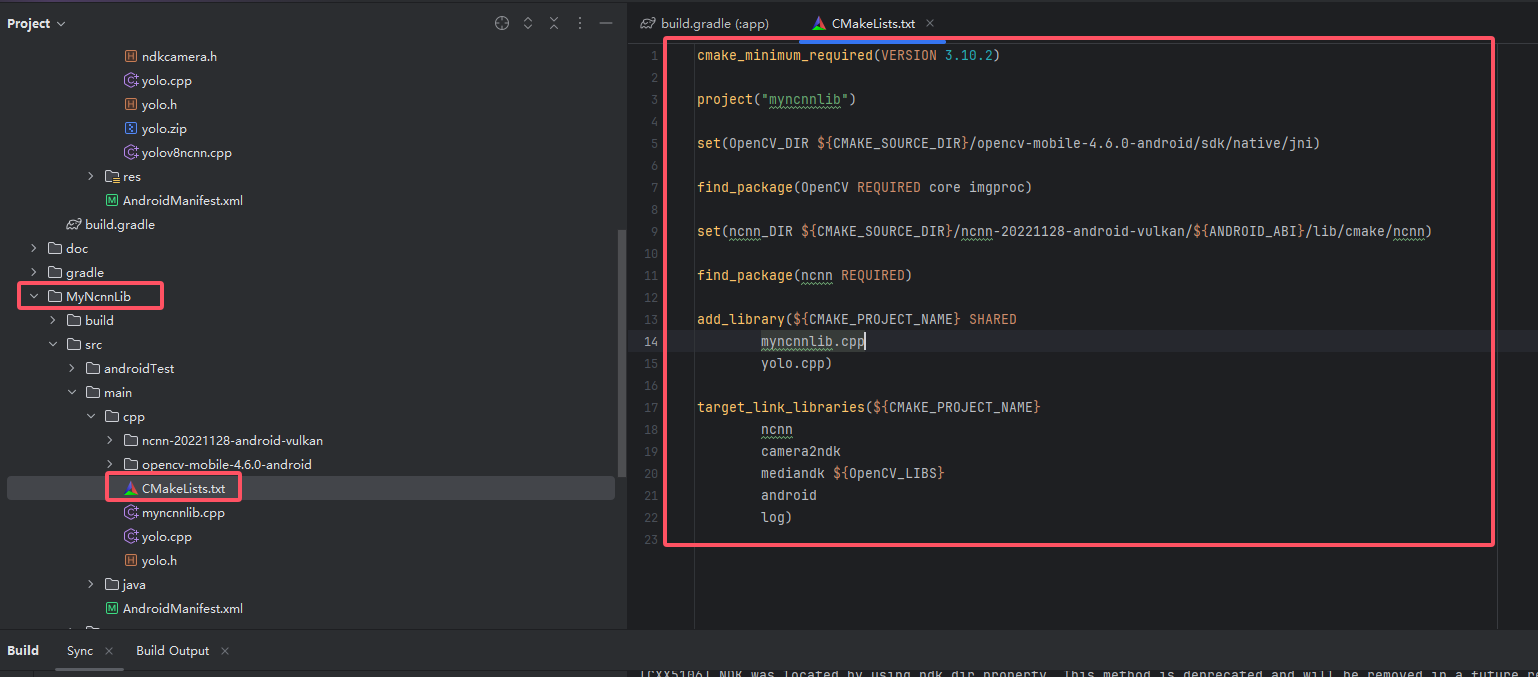 Project
ndkcamera.h
yolo.cpp
yolo.h
yolo.zip
yolov8ncnn.cpp
res
AndroidManifest.xml
build.gradle
doc
gradle
MyNcnnLib
build
src
androidTest
main
cpp
ncnn-20221128-android-vulkan
opencv-mobile-4.6.0-android
CMakeLists.txt
myncnnlib.cpp
yolo.cpp
yolo.h
java
AndroidManifest.xml
build.gradle (:app)
CMakeLists.txt
1 cmake_minimum_required(VERSION 3.10.2)
2
3 project("myncnnlib")
4
5 set(OpenCV_DIR ${CMAKE_SOURCE_DIR}/opencv-mobile-4.6.0-android/sdk/native/jni)
6
7 find_package(OpenCV REQUIRED core imgproc)
8
9 set(ncnn_DIR ${CMAKE_SOURCE_DIR}/ncnn-20221128-android-vulkan/${ANDROID_ABI}/lib/cmake/ncnn)
10
11 find_package(ncnn REQUIRED)
12
13 add_library(${CMAKE_PROJECT_NAME} SHARED
14 myncnnlib.cpp
15 yolo.cpp)
16
17 target_link_libraries(${CMAKE_PROJECT_NAME}
18 ncnn
19 camera2ndk
20 mediandk ${OpenCV_LIBS}
21 android
22 log)
23
Build
Sync
Build Output
[CXX5106] NDK was located by using ndk.dir property. This method is deprecated and will be removed in a future